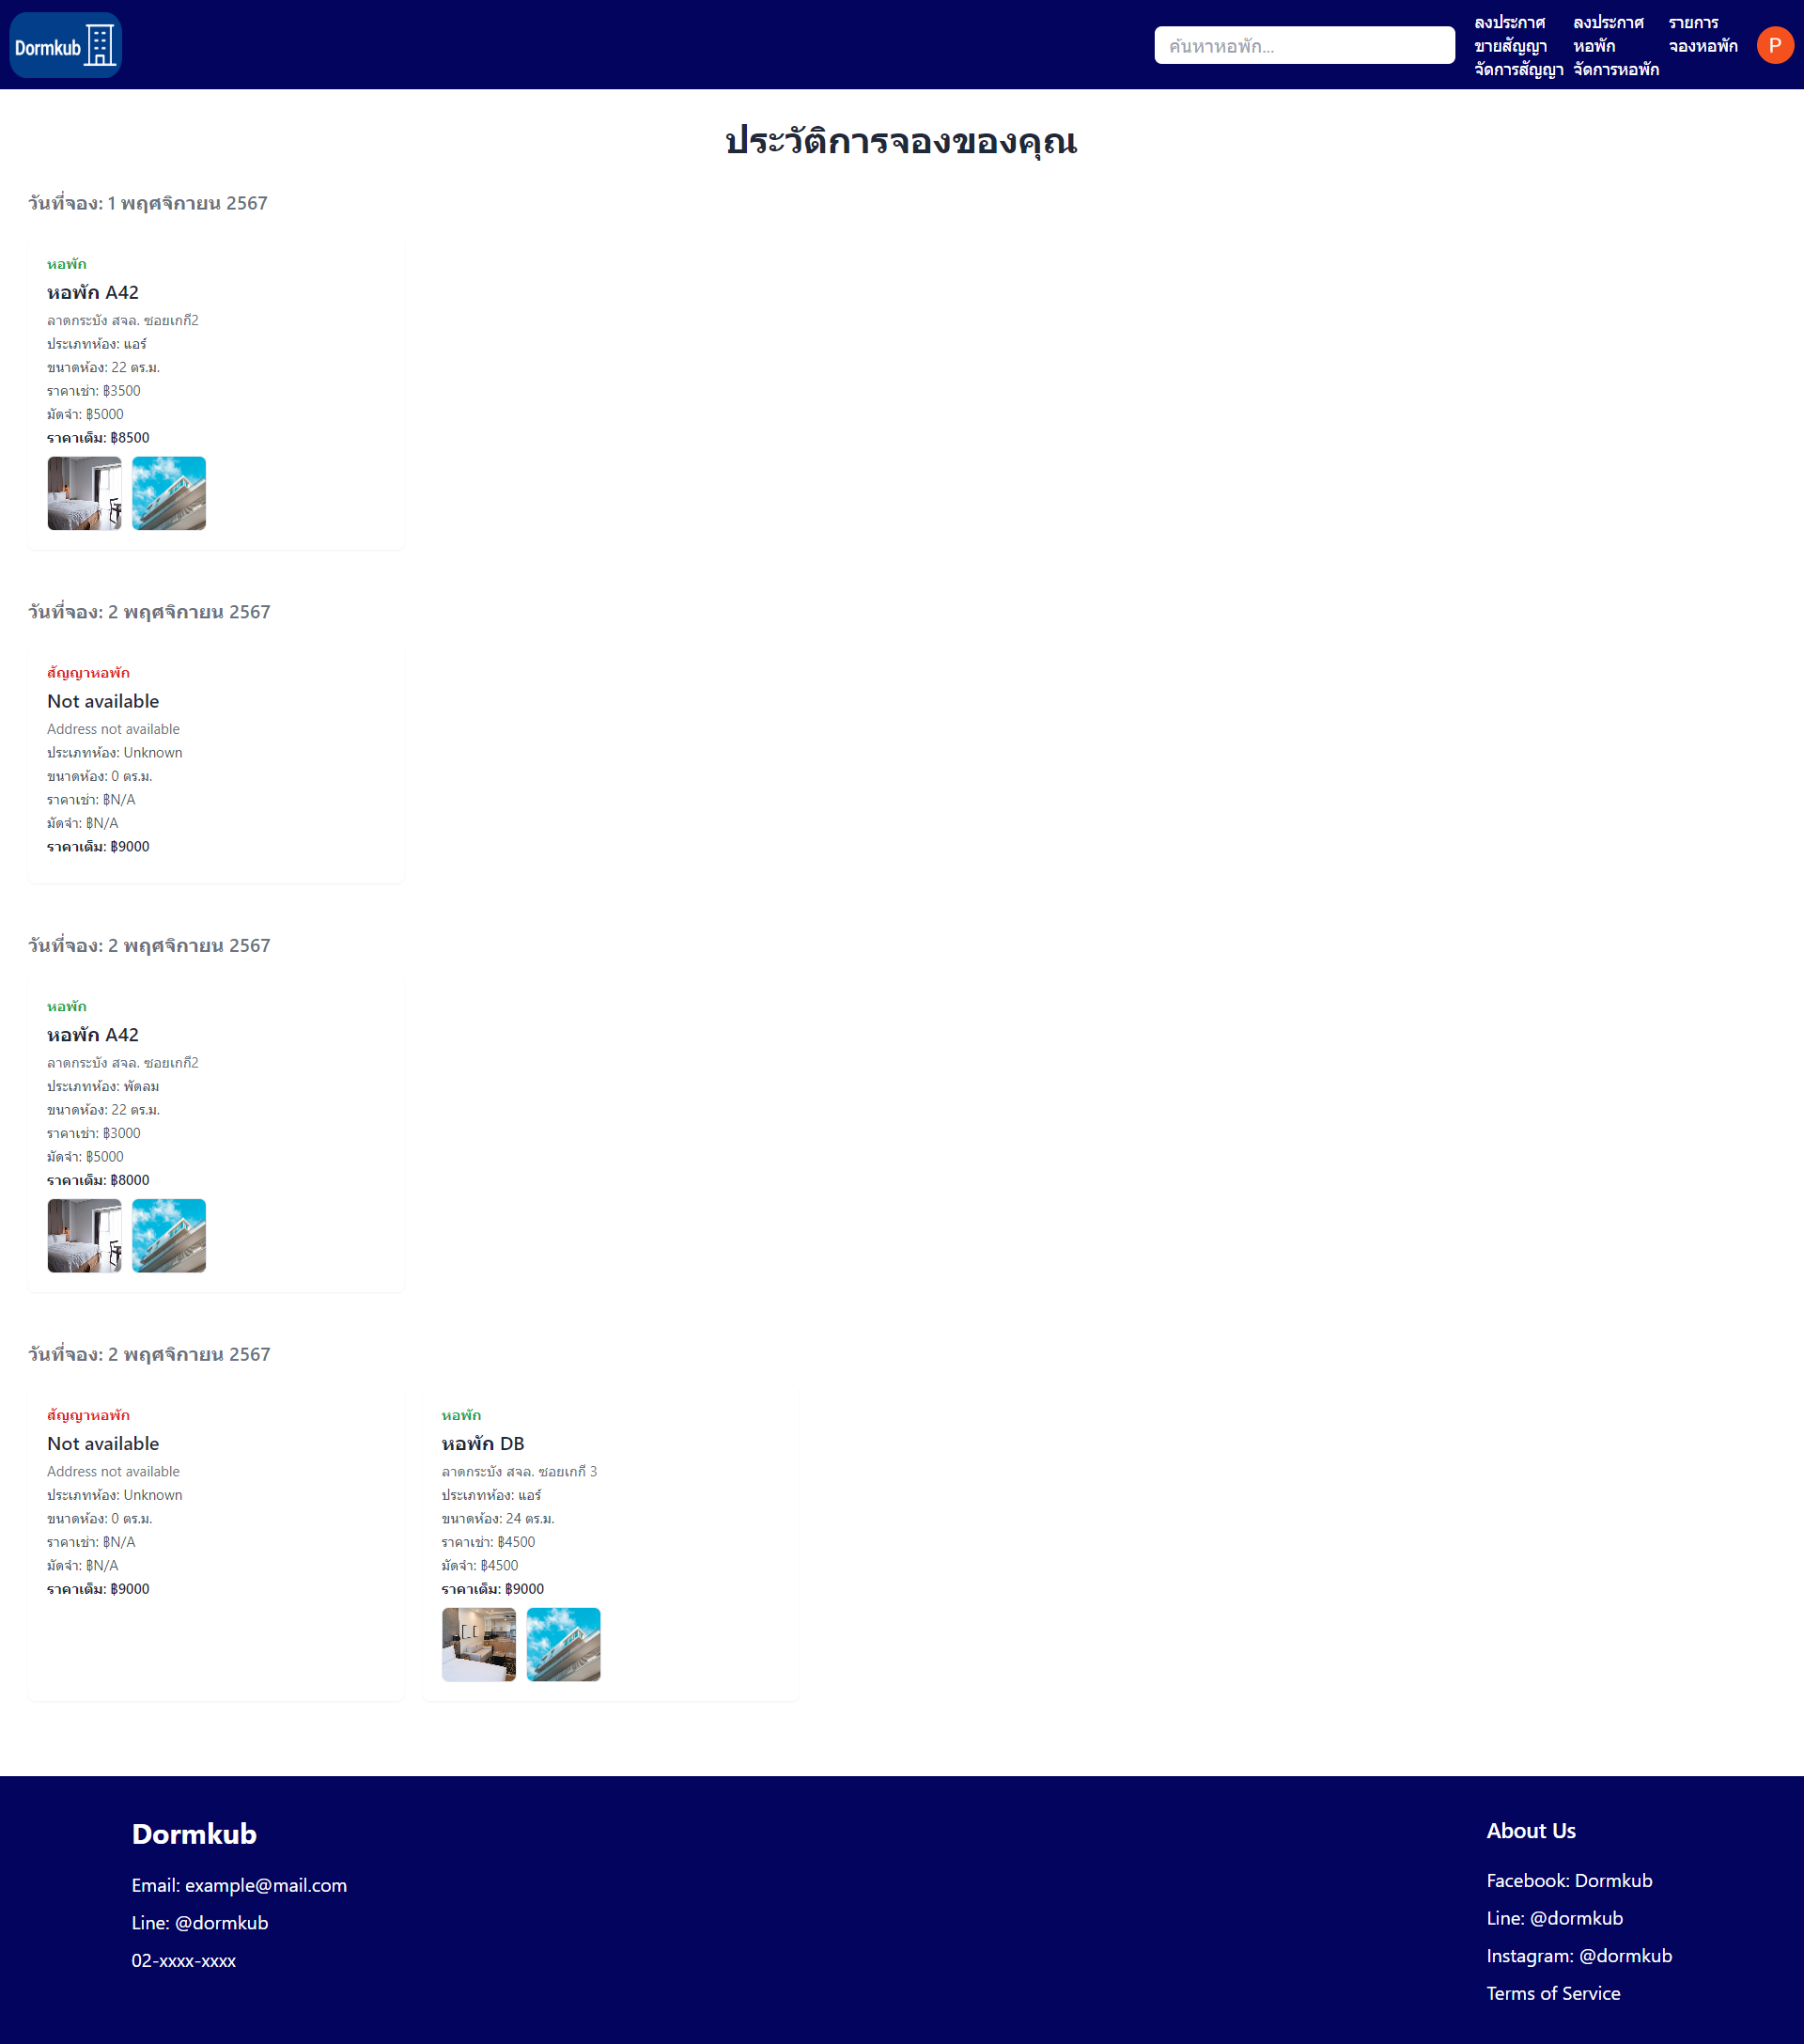 Dormkub
ค้นหาหอพัก...
ลงประกาศ
ขายสัญญา
จัดการสัญญา
ลงประกาศ
หอพัก
จัดการหอพัก
รายการ
จองหอพัก
P
ประวัติการจองของคุณ
วันที่จอง: 1 พฤศจิกายน 2567
หอพัก
หอพัก A42
ลาดกระบัง สจล. ซอยเกกี2
ประเภทห้อง: แอร์
ขนาดห้อง: 22 ตร.ม.
ราคาเช่า: ฿3500
มัดจำ: ฿5000
ราคาเต็ม: ฿8500
วันที่จอง: 2 พฤศจิกายน 2567
สัญญาหอพัก
Not available
Address not available
ประเภทห้อง: Unknown
ขนาดห้อง: 0 ตร.ม.
ราคาเช่า: ฿N/A
มัดจำ: ฿N/A
ราคาเต็ม: ฿9000
วันที่จอง: 2 พฤศจิกายน 2567
หอพัก
หอพัก A42
ลาดกระบัง สจล. ซอยเกกี2
ประเภทห้อง: พัดลม
ขนาดห้อง: 22 ตร.ม.
ราคาเช่า: ฿3000
มัดจำ: ฿5000
ราคาเต็ม: ฿8000
วันที่จอง: 2 พฤศจิกายน 2567
สัญญาหอพัก
Not available
Address not available
ประเภทห้อง: Unknown
ขนาดห้อง: 0 ตร.ม.
ราคาเช่า: ฿N/A
มัดจำ: ฿N/A
ราคาเต็ม: ฿9000
หอพัก
หอพัก DB
ลาดกระบัง สจล. ซอยเกกี 3
ประเภทห้อง: แอร์
ขนาดห้อง: 24 ตร.ม.
ราคาเช่า: ฿4500
มัดจำ: ฿4500
ราคาเต็ม: ฿9000
Dormkub
Email: example@mail.com
Line: @dormkub
02-xxxx-xxxx
About Us
Facebook: Dormkub
Line: @dormkub
Instagram: @dormkub
Terms of Service